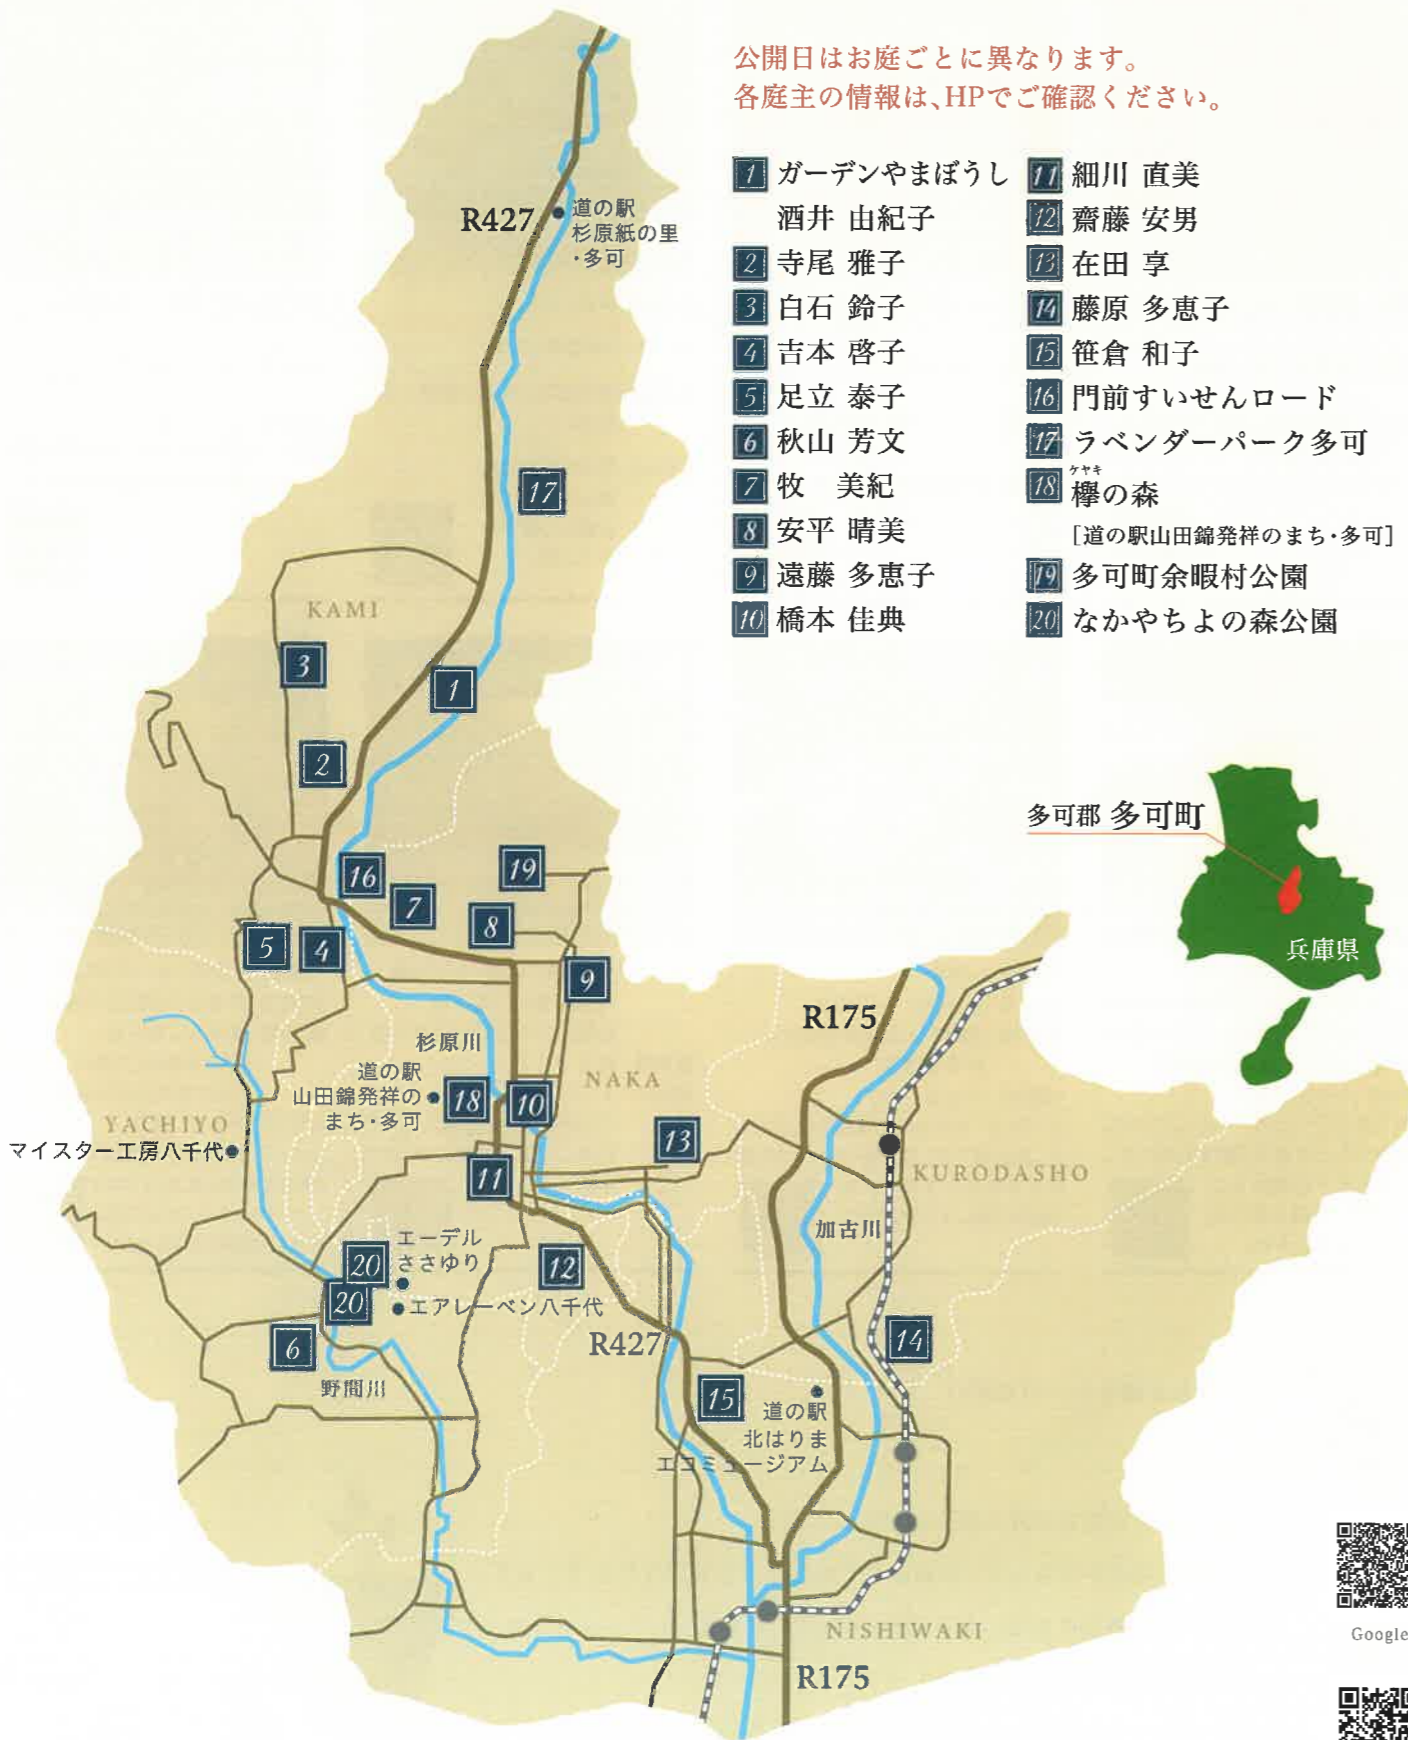 公開日はお庭ごとに異なります。
各庭主の情報は、HPでご確認ください。
1 ガーデンやまぼうし
酒井 由紀子
2 寺尾 雅子
3 白石 鈴子
4 吉本 啓子
5 足立 泰子
6 秋山 芳文
7 牧 美紀
8 安平 晴美
9 遠藤 多恵子
10 橋本 佳典
11 細川 直美
12 齋藤 安男
13 在田 享
14 藤原 多恵子
15 笹倉 和子
16 門前すいせんロード
17 ラベンダーパーク多可
ケヤキ
18 欅の森
[道の駅山田錦発祥のまち・多可]
19 多可町余暇村公園
20 なかやちよの森公園
R427
道の駅
杉原紙の里
・多可
17
KAMI
3
1
2
多可郡 多可町
兵庫県
16
19
7
8
5
4
9
R175
杉原川
道の駅
山田錦発祥の
まち・多可
18
10
NAKA
YACHIYO
マイスター工房八千代
13
11
KURODASHO
加古川
エーデル
ささゆり
20
12
20
エアレーベン八千代
6
R427
14
野間川
15
道の駅
北はりま
エコミュージアム
NISHIWAKI
R175
Google